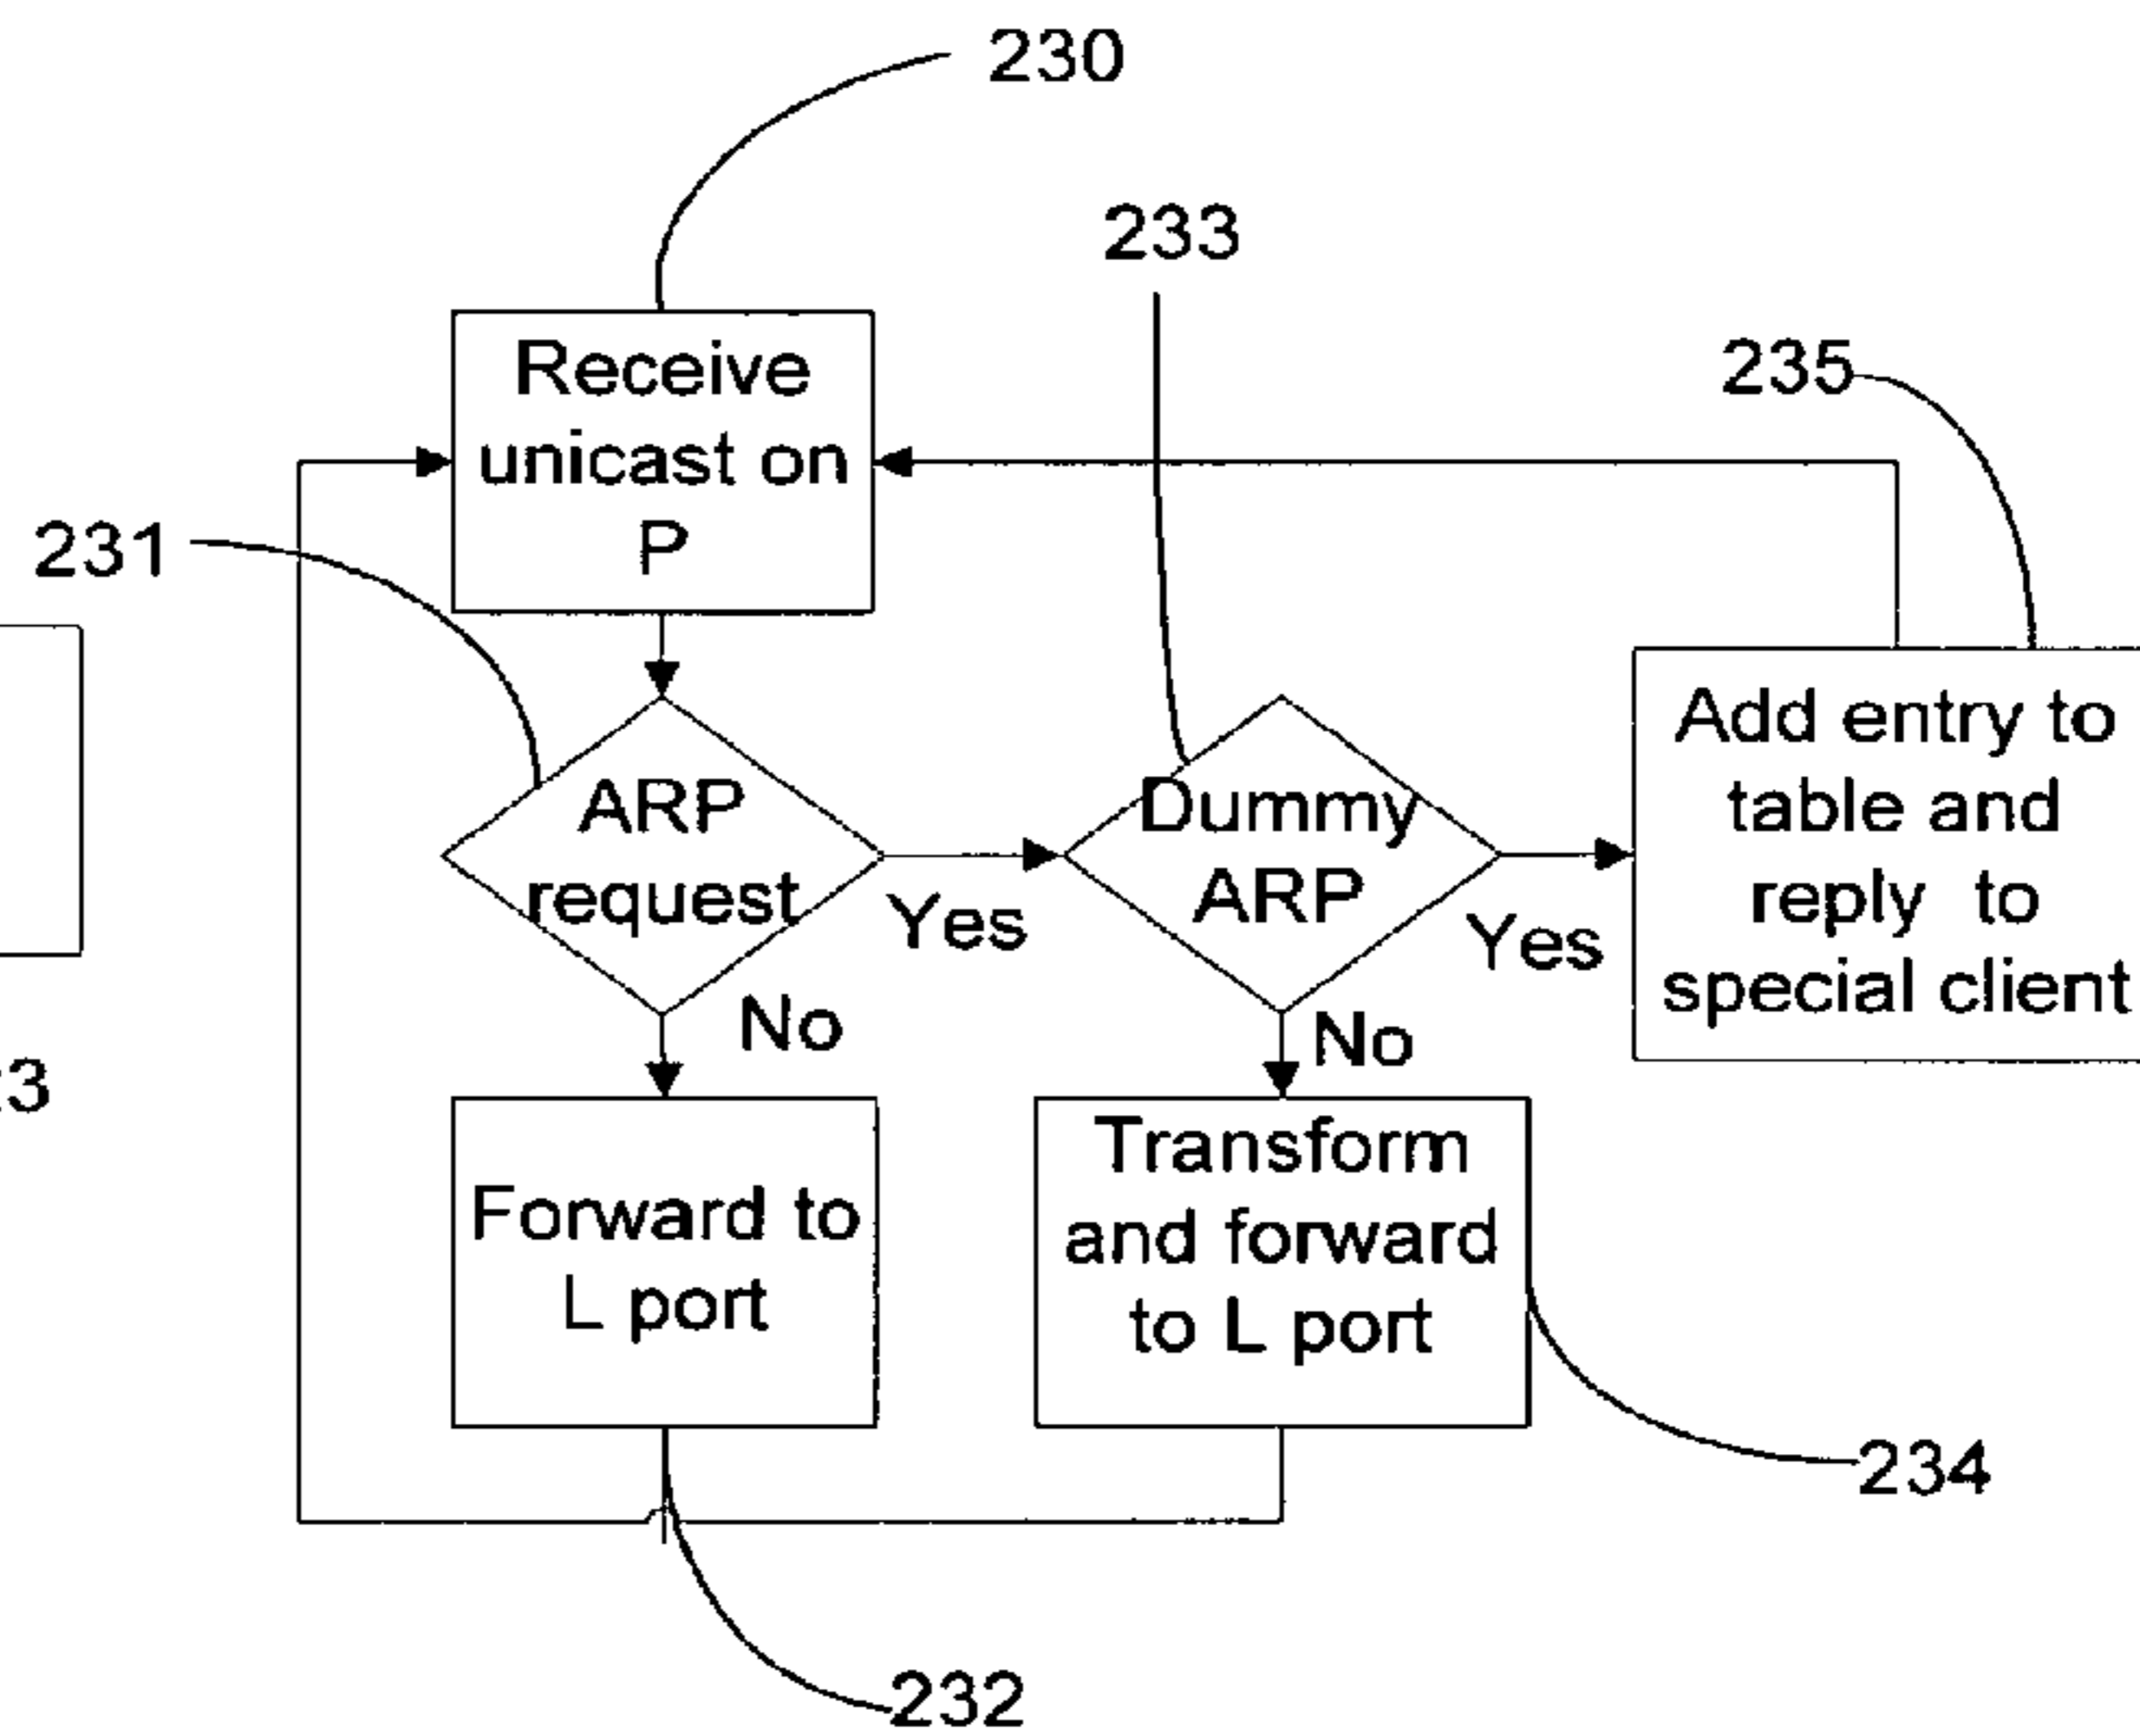 230
233
235
Receive
unicast on
P
231
Add entry to
table and
reply to
special client
ARP
request
Yes
Dummy
ARP
Yes
No
No
3
Forward to
L port
Transform
and forward
to L port
234
232